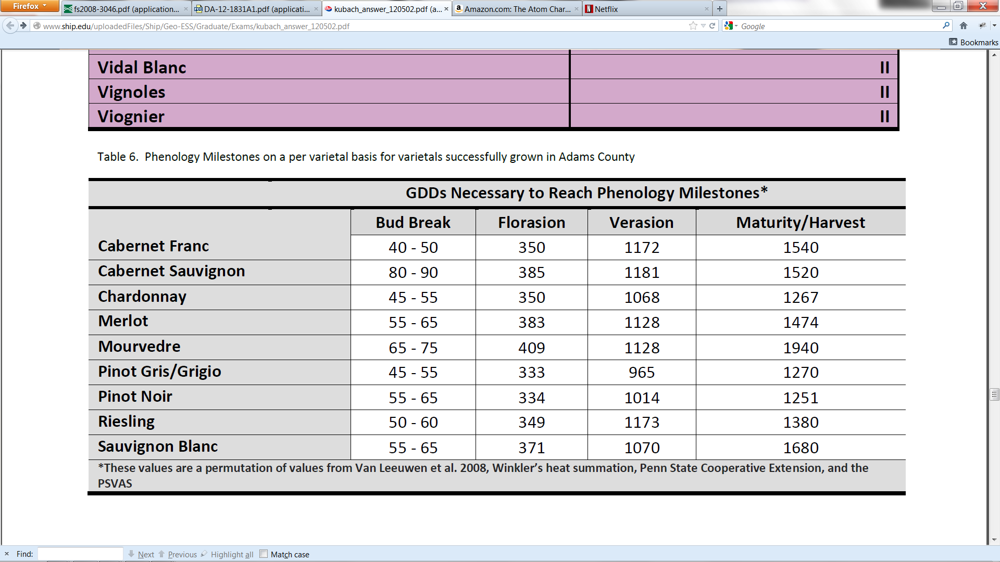 Firefox
fs2008-3046.pdf (application...
DA-12-1831A1.pdf (applicati...
kubach_answer_120502.pdf (a...
Amazon.com: The Atom Char...
Netflix
www.ship.edu/uploadedFiles/Ship/Geo-ESS/Graduate/Exams/kubach_answer_120502.pdf
Google
Bookmarks
Vidal Blanc II
Vignoles II
Viognier II
Table 6. Phenology Milestones on a per varietal basis for varietals successfully grown in Adams County
GDDs Necessary to Reach Phenology Milestones*
Bud Break Florasion Verasion Maturity/Harvest
Cabernet Franc 40 - 50 350 1172 1540
Cabernet Sauvignon 80 - 90 385 1181 1520
Chardonnay 45 - 55 350 1068 1267
Merlot 55 - 65 383 1128 1474
Mourvedre 65 - 75 409 1128 1940
Pinot Gris/Grigio 45 - 55 333 965 1270
Pinot Noir 55 - 65 334 1014 1251
Riesling 50 - 60 349 1173 1380
Sauvignon Blanc 55 - 65 371 1070 1680
*These values are a permutation of values from Van Leeuwen et al. 2008, Winkler’s heat summation, Penn State Cooperative Extension, and the
PSVAS
Find: Next Previous Highlight all Match case